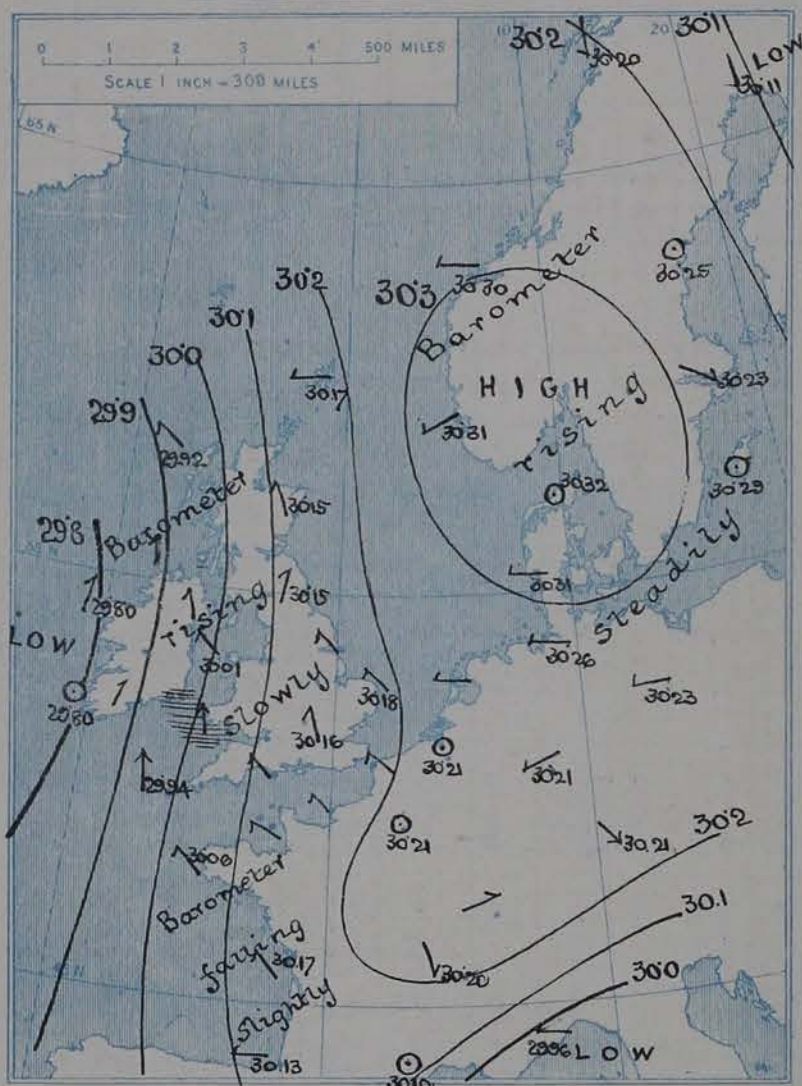 0 1 2 3 4 500 MILES
SCALE 1 INCH = 300 MILES
10
20
30·2
30·20
30·1
LOW
30·11
65 N
30·25
30·2
30·3
30·30
Barometer
30·1
30·0
HIGH
30·23
30·17
29·9
29·92
30·31
rising
30·32
30·29
Barometer
30·15
29·8
30·31
Steadily
29·80
30·15
LOW
rising
30·01
30·26
30·18
30·23
29·80
Slowly
30·16
30·21
30·21
29·94
30·21
30.21
30·2
30·08
Barometer
30.1
falling
30.17
30·20
30·0
Slightly
30.13
29·96 LOW